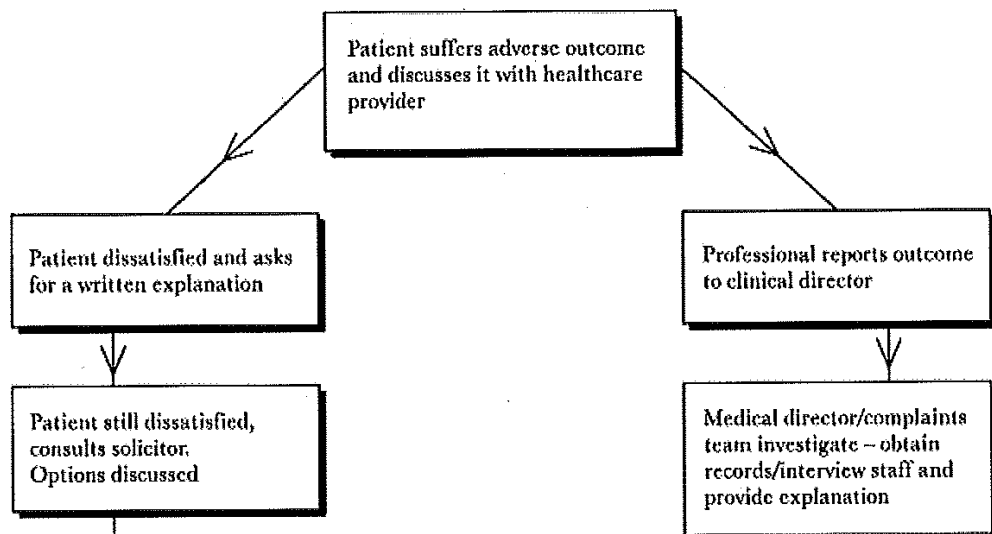 Patient suffers adverse outcome
and discusses it with healthcare
provider
Patient dissatisfied and asks
for a written explanation
Professional reports outcome
to clinical director
Patient still dissatisfied,
consults solicitor.
Options discussed
Medical director/complaints
team investigate – obtain
records/interview staff and
provide explanation